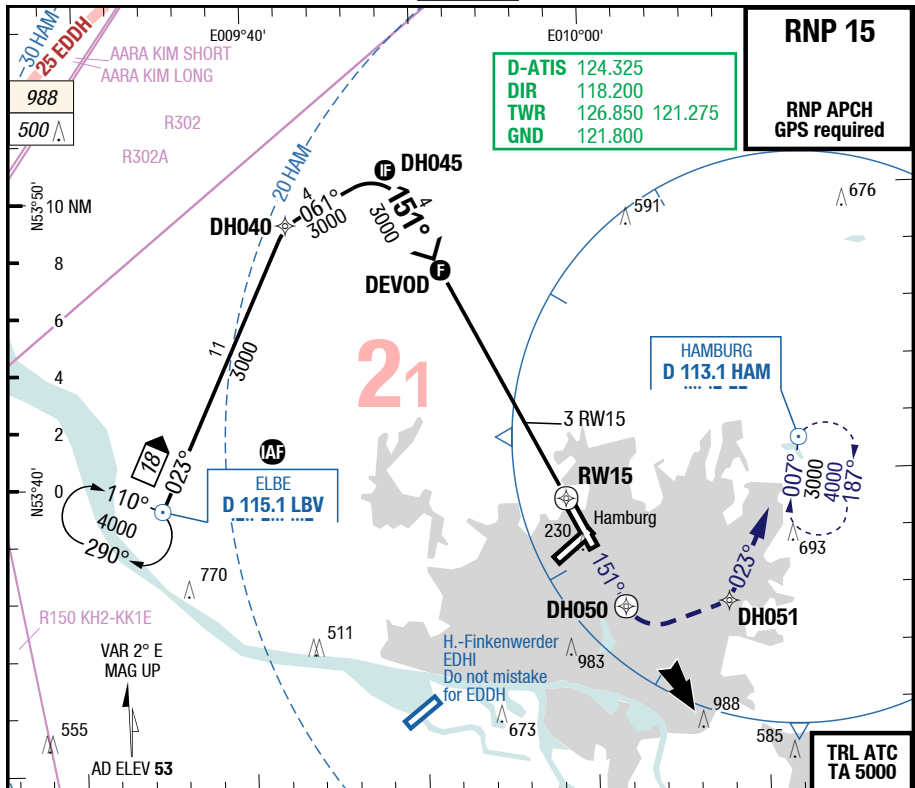 E009°40'
E010°00'
RNP 15
RNP APCH
GPS required
D-ATIS 124.325
DIR 118.200
TWR 126.850 121.275
GND 121.800
30 HAM
25 EDDH
AARA KIM SHORT
AARA KIM LONG
988
500
R302
R302A
20 HAM
N53°50'
10 NM
8
6
4
2
0
N53°40'
DH040
4
061°
3000
IF DH045
151°
4
3000
DEVOD F
591
676
11
3000
21
HAMBURG
D 113.1 HAM
3 RW15
18
023°
IAF
ELBE
D 115.1 LBV
110°
4000
290°
RW15
Hamburg
230
007°
3000
4000
187°
693
151°
DH050
023°
DH051
770
511
R150 KH2-KK1E
VAR 2° E
MAG UP
H.-Finkenwerder
EDHI
Do not mistake
for EDDH
983
988
673
555
585
AD ELEV 53
TRL ATC
TA 5000